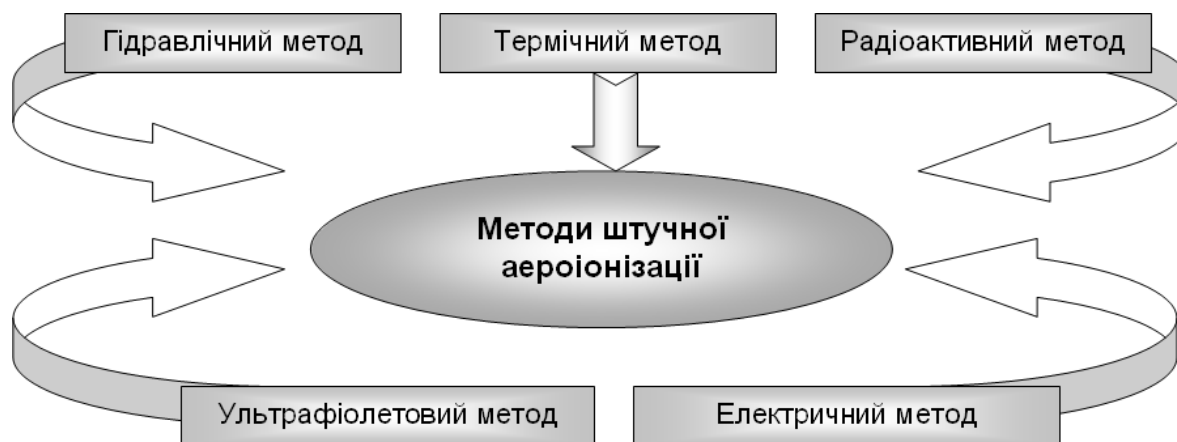 Гідравлічний метод
Термічний метод
Радіоактивний метод
Методи штучної
аероіонізації
Ультрафіолетовий метод
Електричний метод